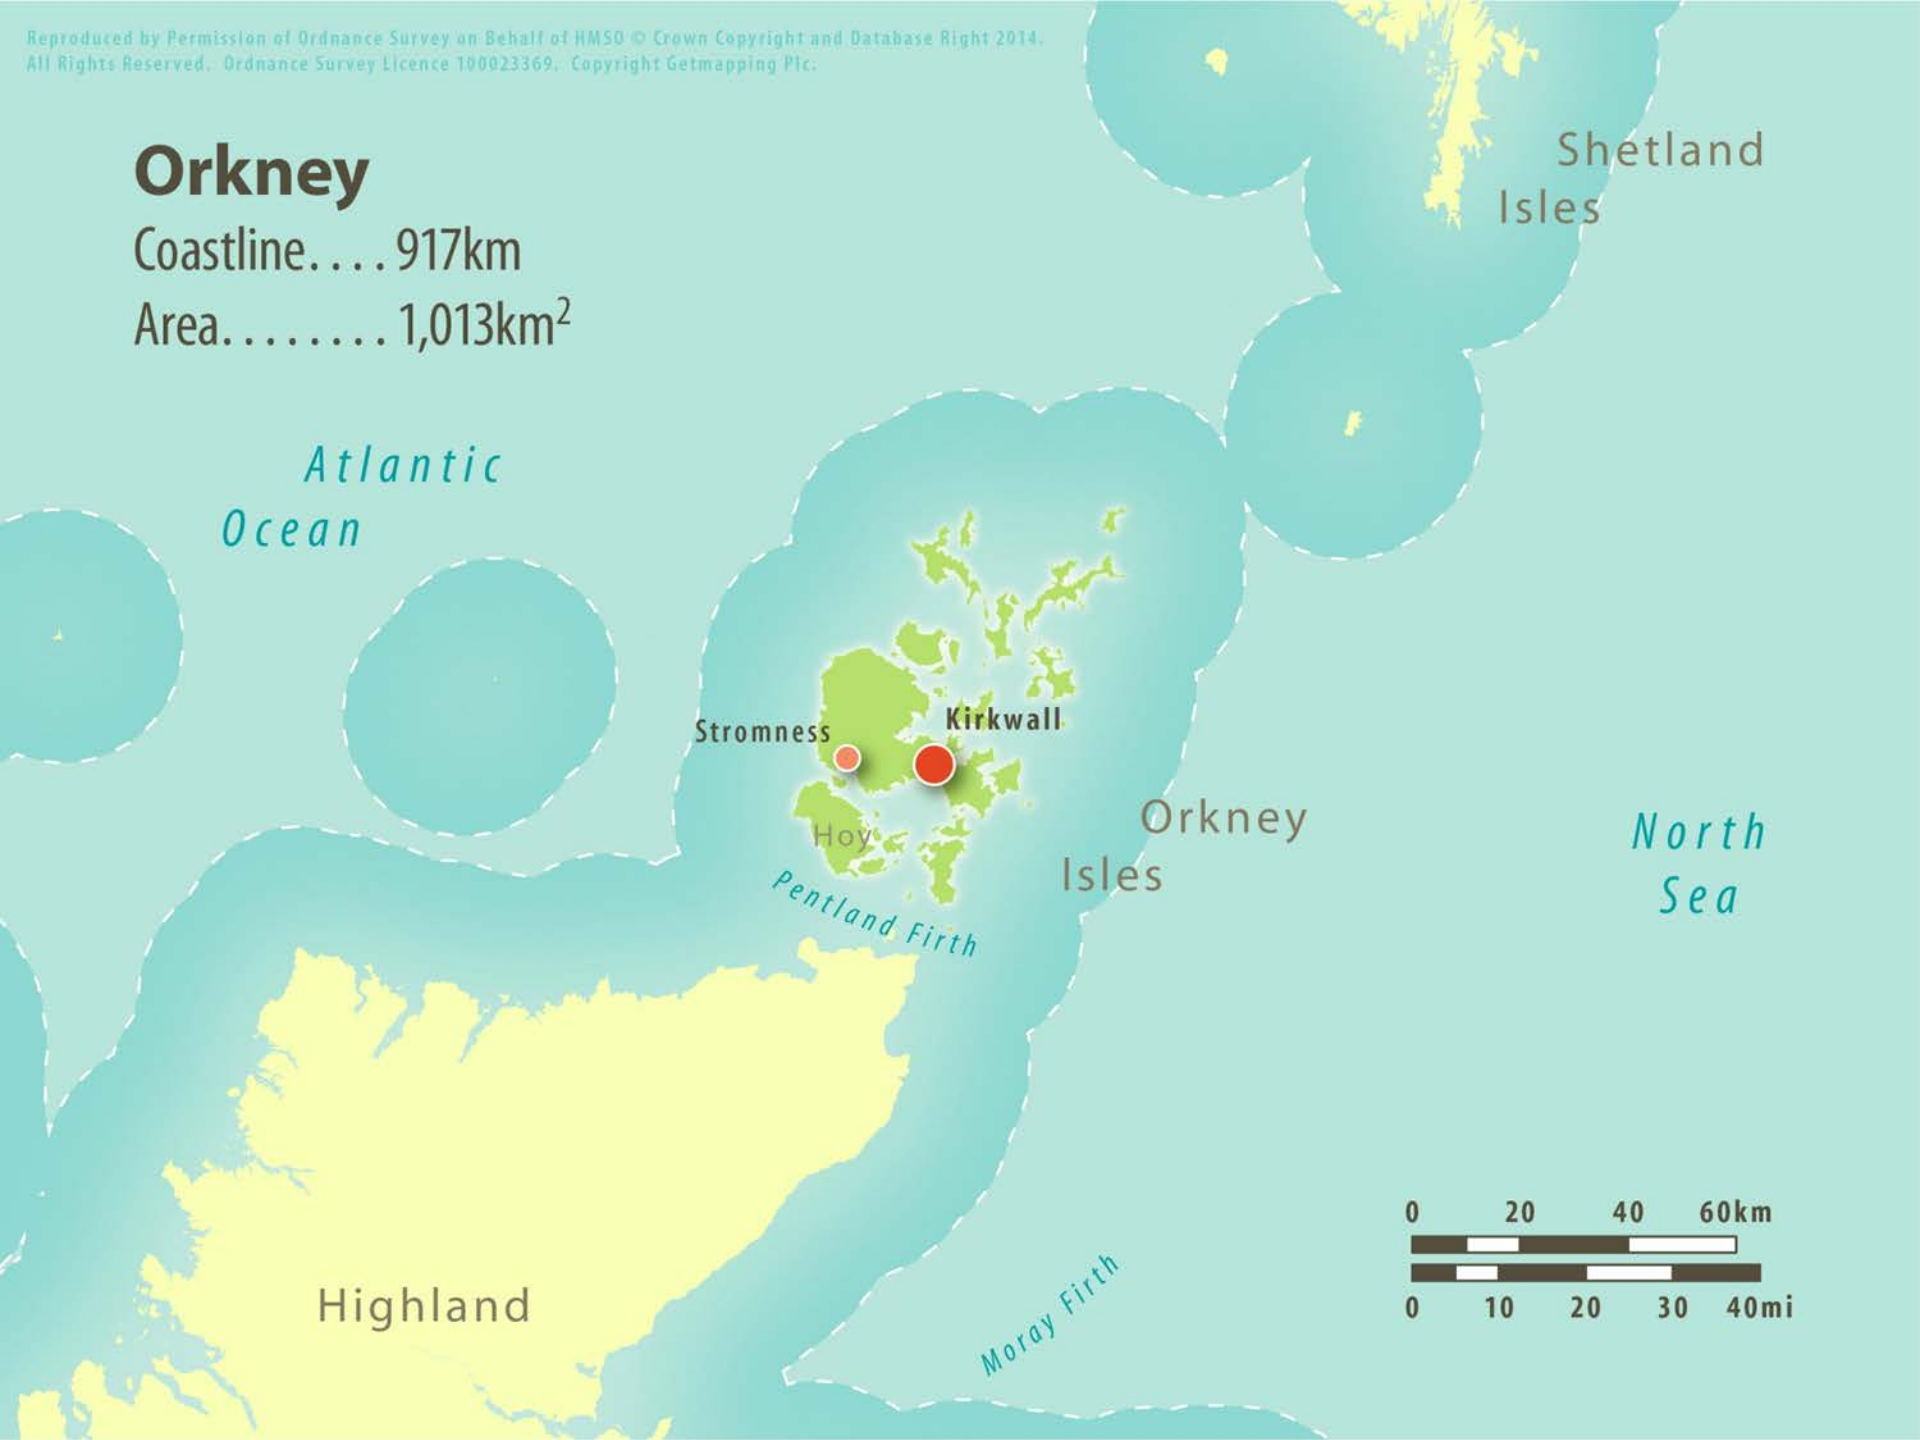 Reproduced by Permission of Ordnance Survey on Behalf of HMSO © Crown Copyright and Database Right 2014.
All Rights Reserved. Ordnance Survey Licence 100023369. Copyright Getmapping Plc.
Orkney
Coastline.... 917km
Area........ 1,013km²
Shetland
Isles
Atlantic
Ocean
Stromness
Kirkwall
Hoy
Orkney
Isles
North
Sea
Pentland Firth
Highland
Moray Firth
0 20 40 60km
0 10 20 30 40mi